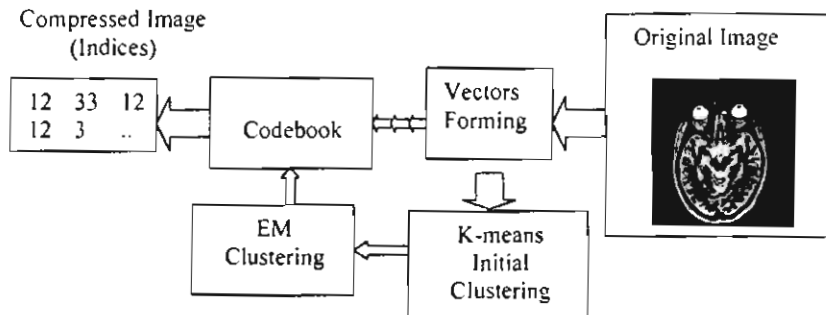 Compressed Image
(Indices)
12 33 12
12 3 ..
Codebook
Vectors
Forming
Original Image
EM
Clustering
K-means
Initial
Clustering